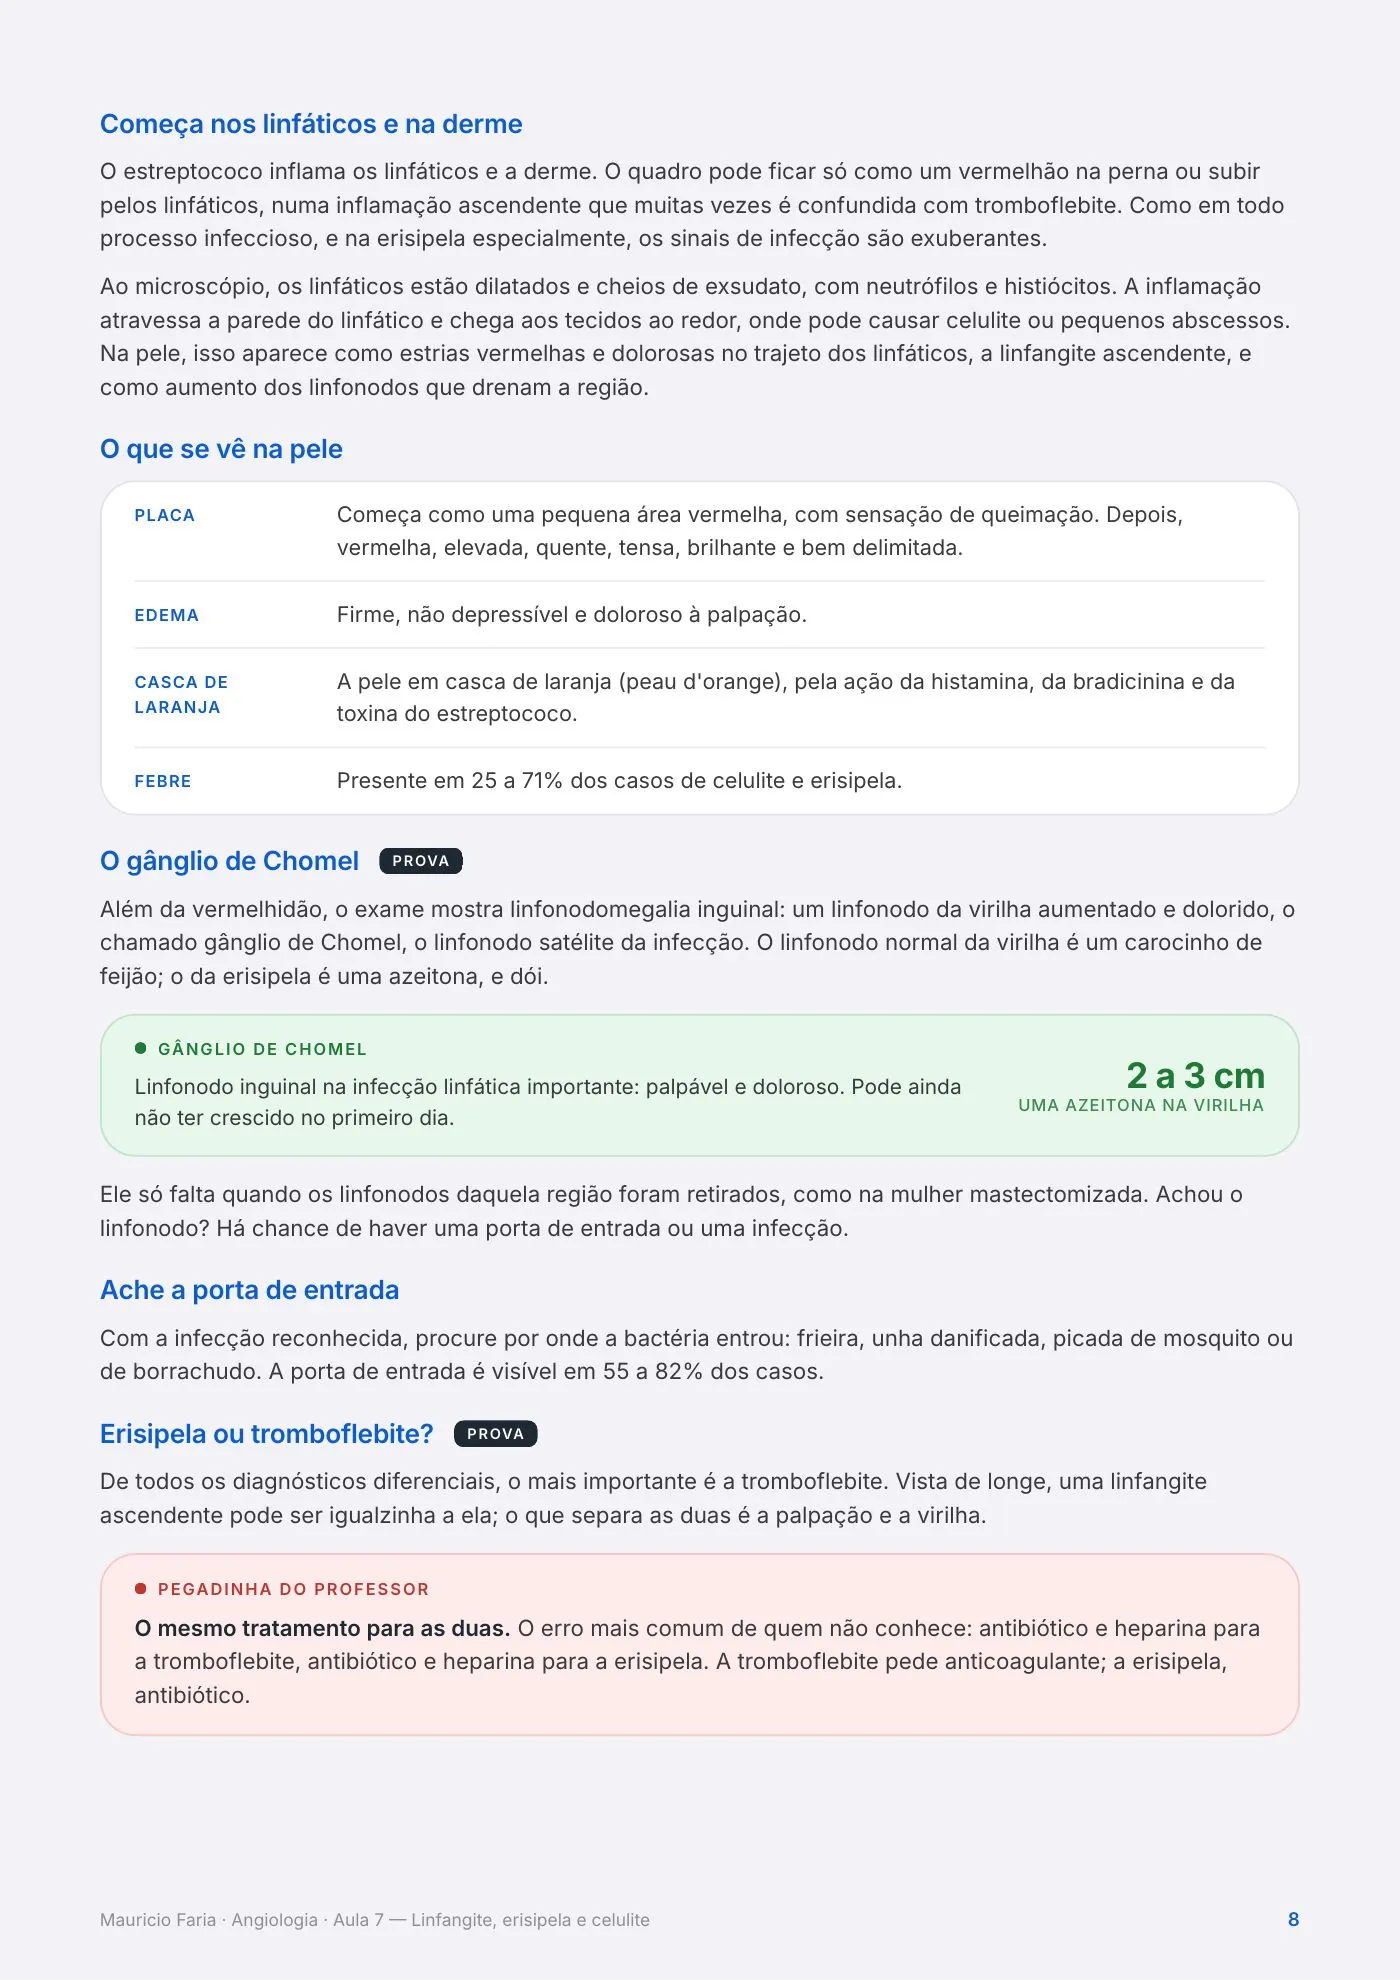 Começa nos linfáticos e na derme
O estreptococo inflama os linfáticos e a derme. O quadro pode ficar só como um vermelhão na perna ou subir
pelos linfáticos, numa inflamação ascendente que muitas vezes é confundida com tromboflebite. Como em todo
processo infeccioso, e na erisipela especialmente, os sinais de infecção são exuberantes.
Ao microscópio, os linfáticos estão dilatados e cheios de exsudato, com neutrófilos e histiócitos. A inflamação
atravessa a parede do linfático e chega aos tecidos ao redor, onde pode causar celulite ou pequenos abscessos.
Na pele, isso aparece como estrias vermelhas e dolorosas no trajeto dos linfáticos, a linfangite ascendente, e
como aumento dos linfonodos que drenam a região.
O que se vê na pele
PLACA
Começa como uma pequena área vermelha, com sensação de queimação. Depois,
vermelha, elevada, quente, tensa, brilhante e bem delimitada.
EDEMA
Firme, não depressível e doloroso à palpação.
CASCA DE
LARANJA
A pele em casca de laranja (peau d'orange), pela ação da histamina, da bradicinina e da
toxina do estreptococo.
FEBRE
Presente em 25 a 71% dos casos de celulite e erisipela.
O gânglio de Chomel PROVA
Além da vermelhidão, o exame mostra linfonodomegalia inguinal: um linfonodo da virilha aumentado e dolorido, o
chamado gânglio de Chomel, o linfonodo satélite da infecção. O linfonodo normal da virilha é um carocinho de
feijão; o da erisipela é uma azeitona, e dói.
GÂNGLIO DE CHOMEL
Linfonodo inguinal na infecção linfática importante: palpável e doloroso. Pode ainda
não ter crescido no primeiro dia.
2 a 3 cm
UMA AZEITONA NA VIRILHA
Ele só falta quando os linfonodos daquela região foram retirados, como na mulher mastectomizada. Achou o
linfonodo? Há chance de haver uma porta de entrada ou uma infecção.
Ache a porta de entrada
Com a infecção reconhecida, procure por onde a bactéria entrou: frieira, unha danificada, picada de mosquito ou
de borrachudo. A porta de entrada é visível em 55 a 82% dos casos.
Erisipela ou tromboflebite? PROVA
De todos os diagnósticos diferenciais, o mais importante é a tromboflebite. Vista de longe, uma linfangite
ascendente pode ser igualzinha a ela; o que separa as duas é a palpação e a virilha.
PEGADINHA DO PROFESSOR
O mesmo tratamento para as duas. O erro mais comum de quem não conhece: antibiótico e heparina para
a tromboflebite, antibiótico e heparina para a erisipela. A tromboflebite pede anticoagulante; a erisipela,
antibiótico.
Mauricio Faria · Angiologia · Aula 7 — Linfangite, erisipela e celulite
8